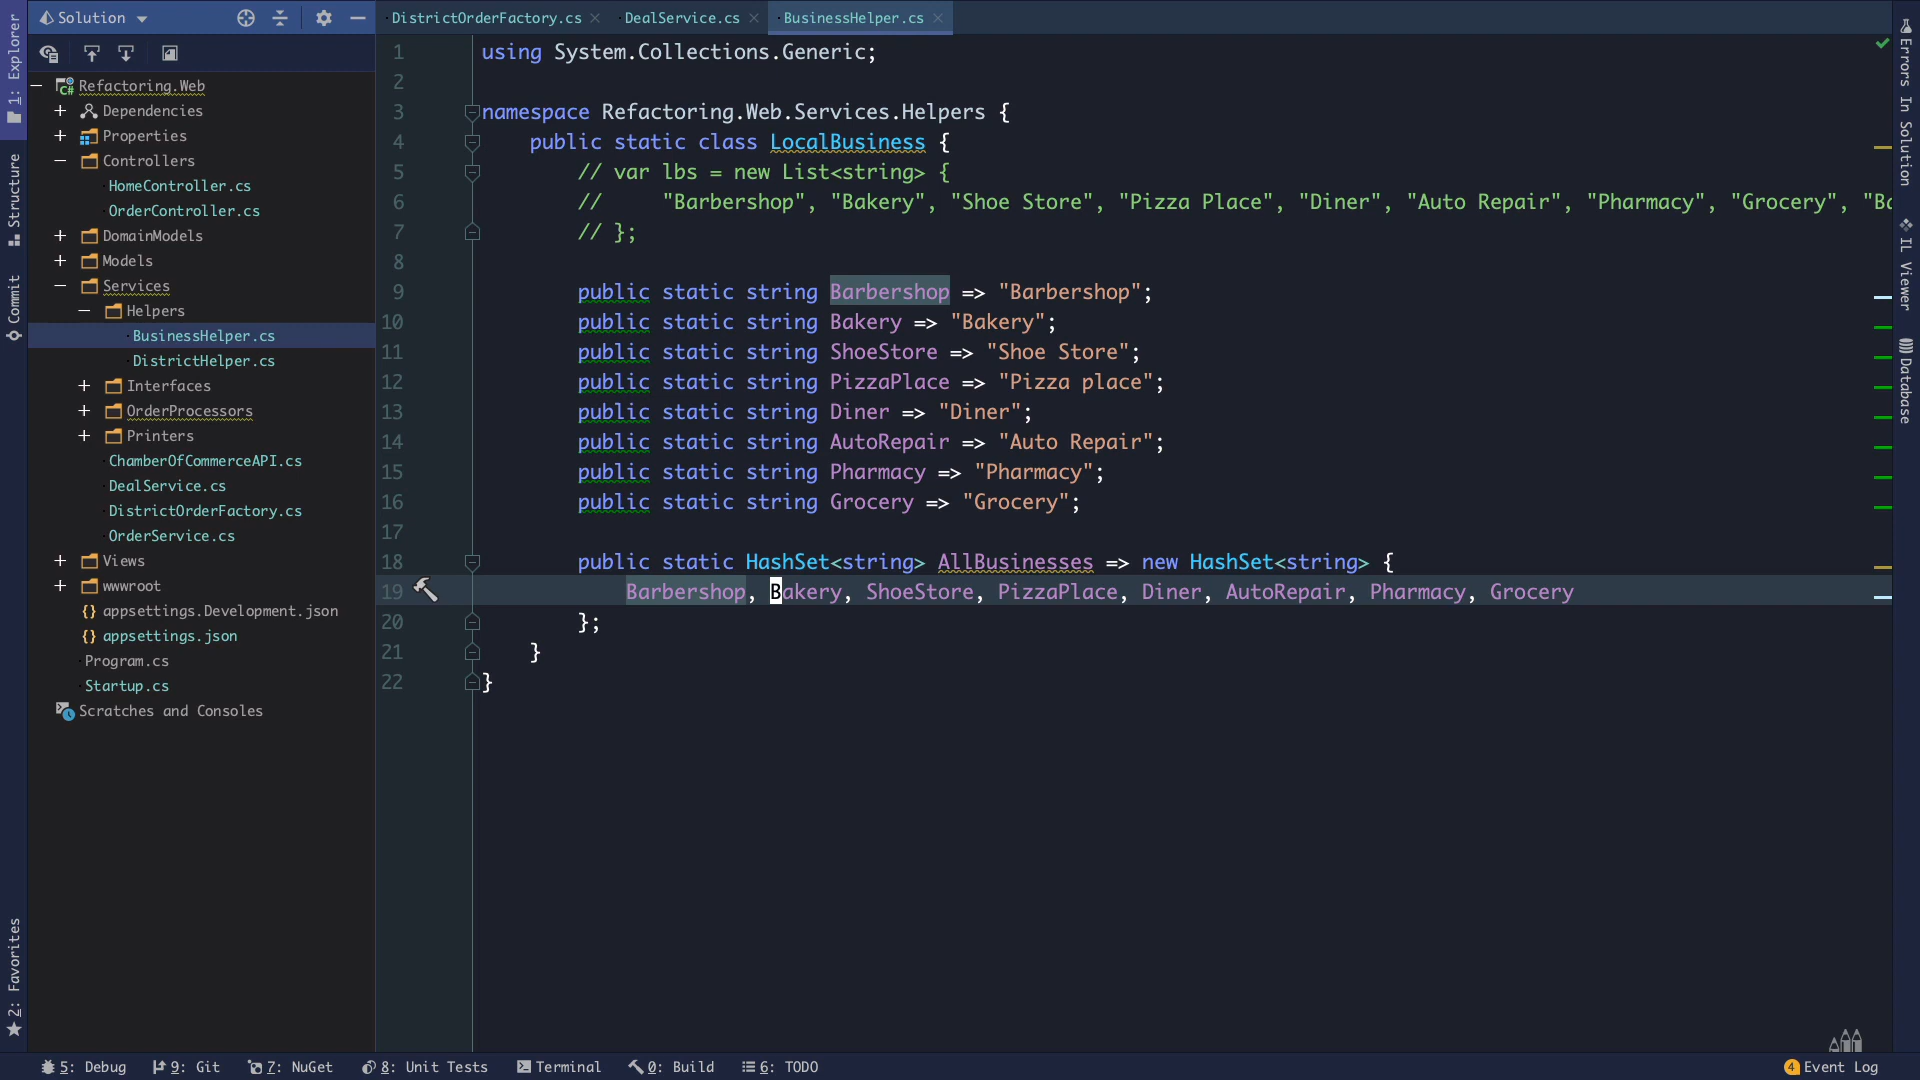 Solution
DistrictOrderFactory.cs
DealService.cs
BusinessHelper.cs
1: Explorer
Structure
Commit
2: Favorites
Refactoring.Web
Dependencies
Properties
Controllers
HomeController.cs
OrderController.cs
DomainModels
Models
Services
Helpers
BusinessHelper.cs
DistrictHelper.cs
Interfaces
OrderProcessors
Printers
ChamberOfCommerceAPI.cs
DealService.cs
DistrictOrderFactory.cs
OrderService.cs
Views
wwwroot
{} appsettings.Development.json
{} appsettings.json
Program.cs
Startup.cs
Scratches and Consoles
1 using System.Collections.Generic;
2
3 namespace Refactoring.Web.Services.Helpers {
4 public static class LocalBusiness {
5 // var lbs = new List<string> {
6 // "Barbershop", "Bakery", "Shoe Store", "Pizza Place", "Diner", "Auto Repair", "Pharmacy", "Grocery", "Ba
7 // };
8
9 public static string Barbershop => "Barbershop";
10 public static string Bakery => "Bakery";
11 public static string ShoeStore => "Shoe Store";
12 public static string PizzaPlace => "Pizza place";
13 public static string Diner => "Diner";
14 public static string AutoRepair => "Auto Repair";
15 public static string Pharmacy => "Pharmacy";
16 public static string Grocery => "Grocery";
17
18 public static HashSet<string> AllBusinesses => new HashSet<string> {
19 Barbershop, Bakery, ShoeStore, PizzaPlace, Diner, AutoRepair, Pharmacy, Grocery
20 };
21 }
22 }
Errors In Solution
IL Viewer
Database
5: Debug
9: Git
7: NuGet
8: Unit Tests
Terminal
0: Build
6: TODO
4 Event Log